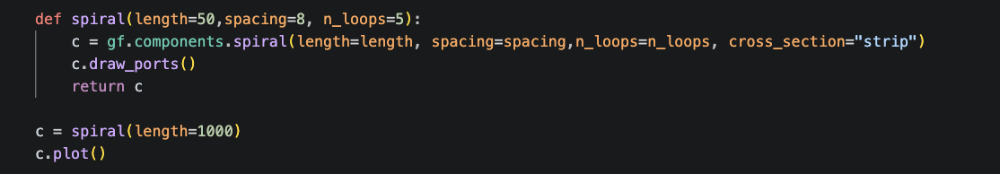 def spiral(length=50,spacing=8, n_loops=5):
    c = gf.components.spiral(length=length, spacing=spacing,n_loops=n_loops, cross_section="strip")
    c.draw_ports()
    return c

c = spiral(length=1000)
c.plot()